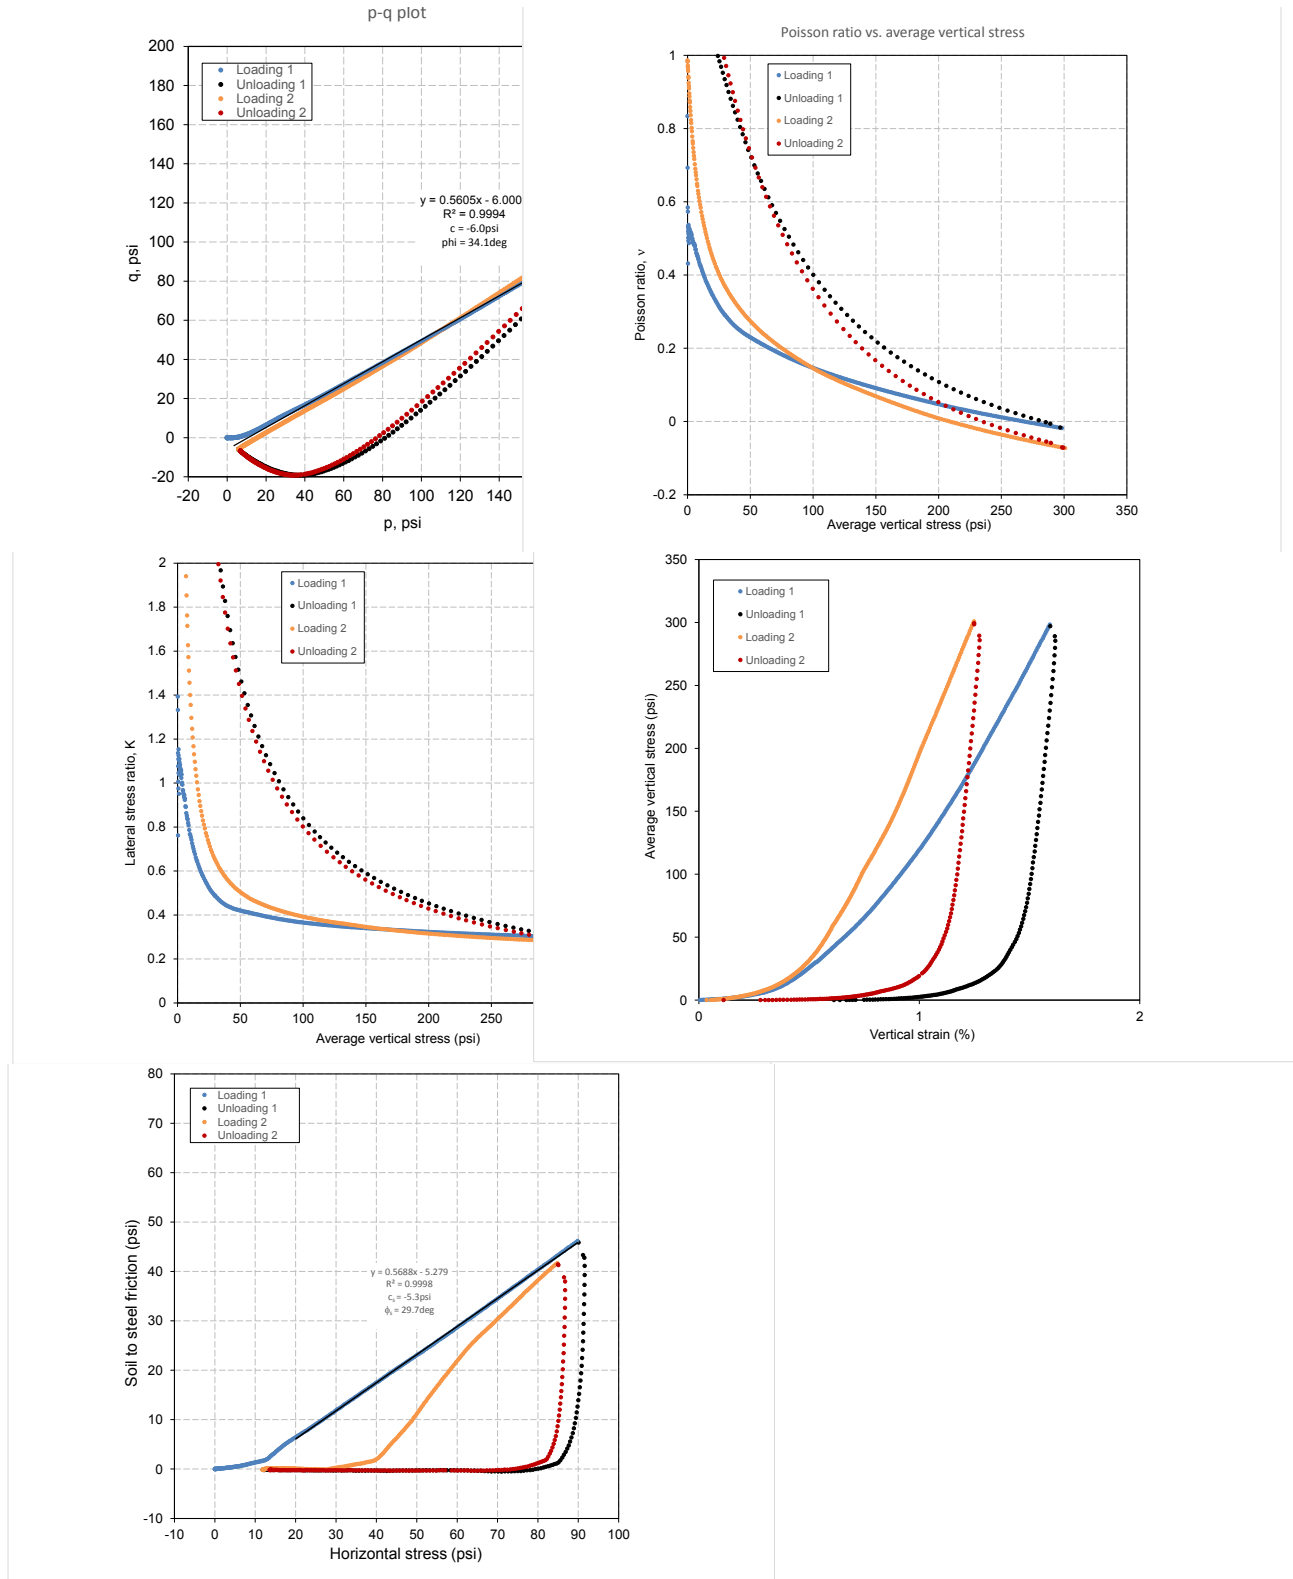 p-q plot
200
180
160
140
120
100
80
60
40
20
0
-20
-20 0 20 40 60 80 100 120 140
q, psi
p, psi
Loading 1
Unloading 1
Loading 2
Unloading 2
y = 0.5605x - 6.000
R² = 0.9994
c = -6.0psi
phi = 34.1deg
Poisson ratio vs. average vertical stress
1
0.8
0.6
0.4
0.2
0
-0.2
0 50 100 150 200 250 300 350
Poisson ratio, ν
Average vertical stress (psi)
Loading 1
Unloading 1
Loading 2
Unloading 2
2
1.8
1.6
1.4
1.2
1
0.8
0.6
0.4
0.2
0
0 50 100 150 200 250
Lateral stress ratio, K
Average vertical stress (psi)
Loading 1
Unloading 1
Loading 2
Unloading 2
350
300
250
200
150
100
50
0
0 1 2
Average vertical stress (psi)
Vertical strain (%)
Loading 1
Unloading 1
Loading 2
Unloading 2
80
70
60
50
40
30
20
10
0
-10
-10 0 10 20 30 40 50 60 70 80 90 100
Soil to steel friction (psi)
Horizontal stress (psi)
Loading 1
Unloading 1
Loading 2
Unloading 2
y = 0.5688x - 5.279
R² = 0.9998
cₛ = -5.3psi
ϕₛ = 29.7deg